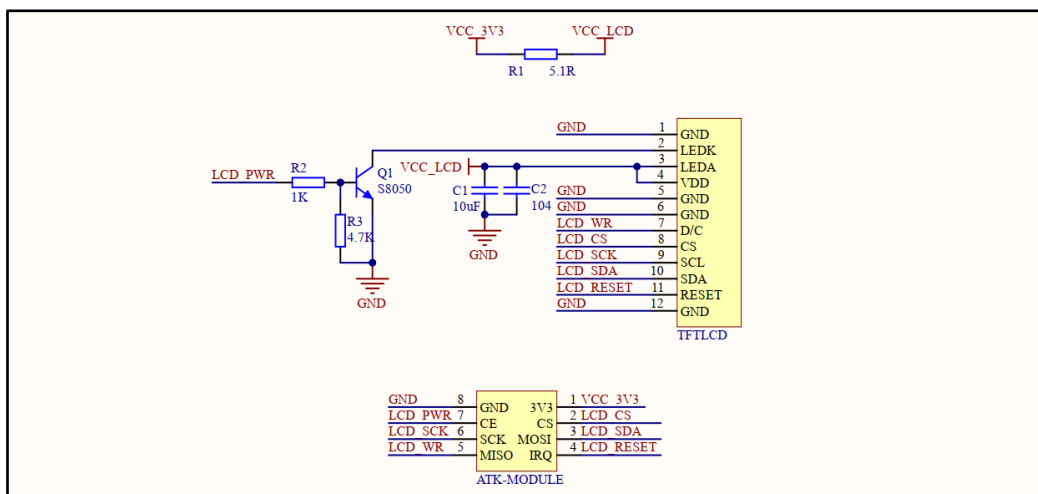 VCC_3V3 VCC_LCD
R1 5.1R
GND 1 GND
2 LEDK
VCC_LCD 3 LEDA
4 VDD
LCD_PWR R2 1K
Q1 S8050
R3 4.7K
GND
C1 10uF
C2 104
GND
GND 5 GND
GND 6 GND
LCD_WR 7 D/C
LCD_CS 8 CS
LCD_SCK 9 SCL
LCD_SDA 10 SDA
LCD_RESET 11 RESET
GND 12 GND
TFTLCD
GND 8 GND 3V3 1 VCC_3V3
LCD_PWR 7 CE CS 2 LCD_CS
LCD_SCK 6 SCK MOSI 3 LCD_SDA
LCD_WR 5 MISO IRQ 4 LCD_RESET
ATK-MODULE